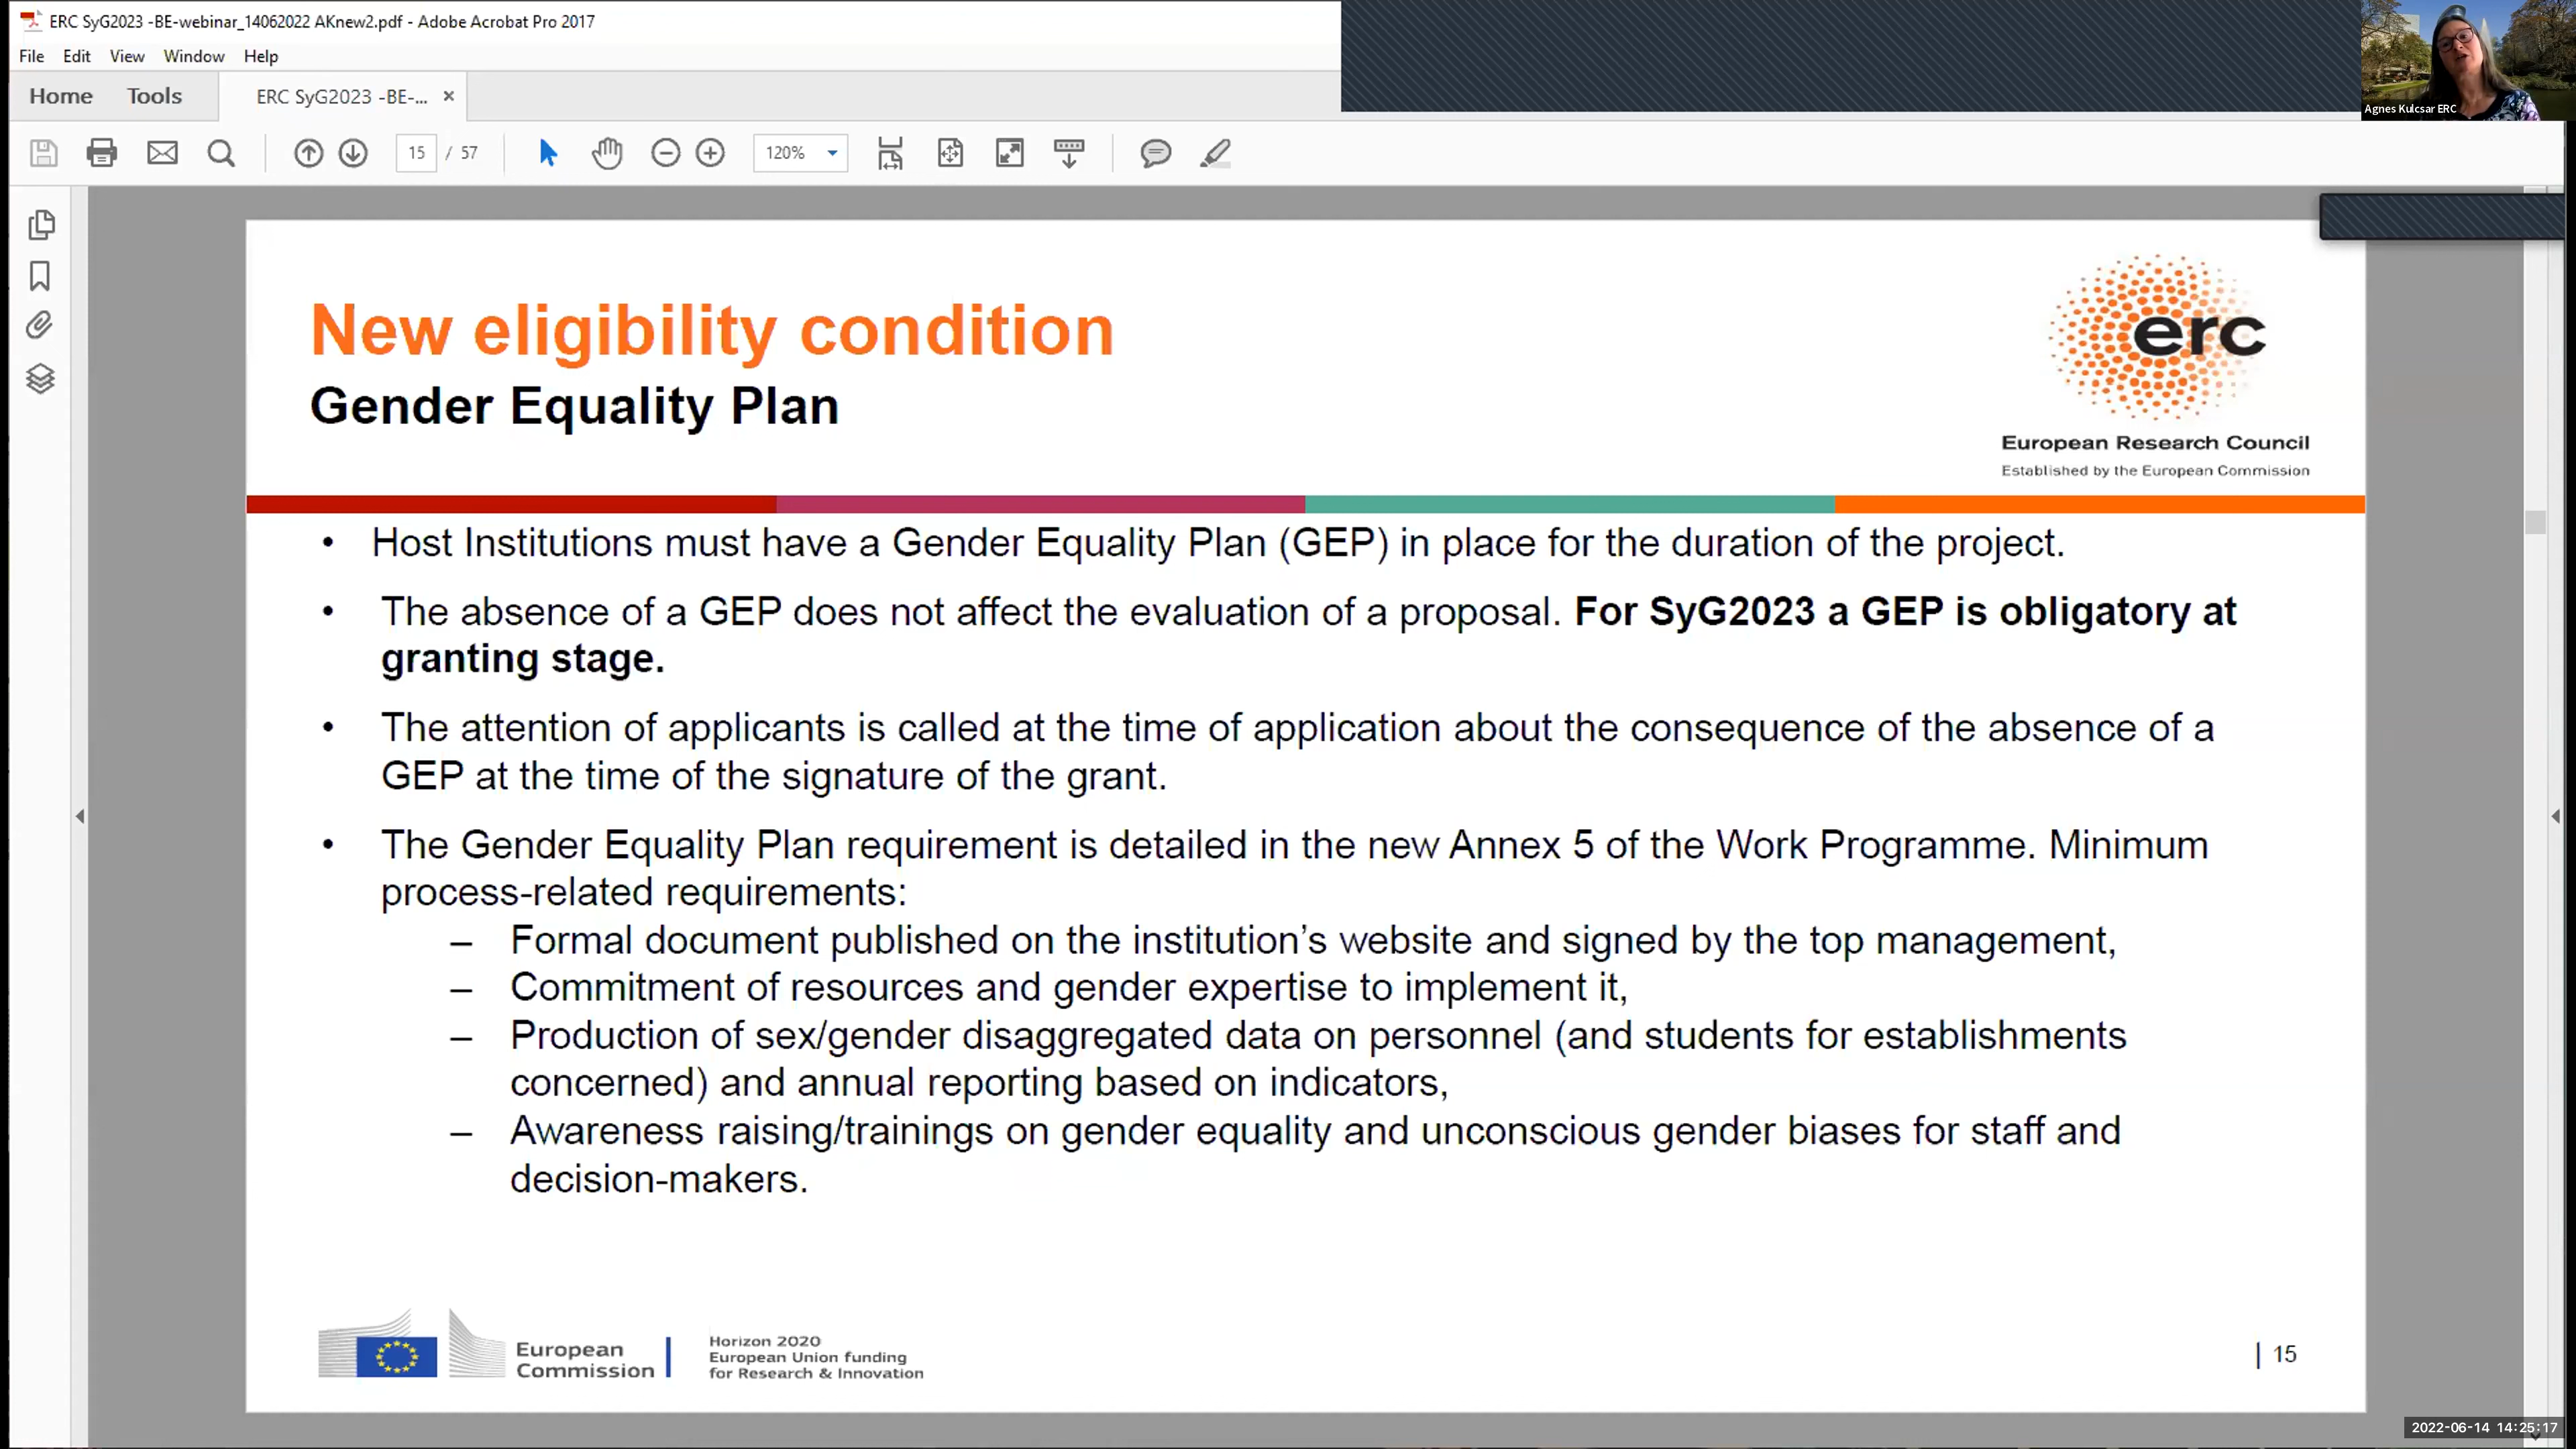 ERC SyG2023 -BE-webinar_14062022 AKnew2.pdf - Adobe Acrobat Pro 2017
File Edit View Window Help
Home Tools ERC SyG2023 -BE-... ×
15 / 57 120%
Agnes Kulcsar ERC
New eligibility condition
Gender Equality Plan
erc
European Research Council
Established by the European Commission
• Host Institutions must have a Gender Equality Plan (GEP) in place for the duration of the project.
• The absence of a GEP does not affect the evaluation of a proposal. For SyG2023 a GEP is obligatory at
granting stage.
• The attention of applicants is called at the time of application about the consequence of the absence of a
GEP at the time of the signature of the grant.
• The Gender Equality Plan requirement is detailed in the new Annex 5 of the Work Programme. Minimum
process-related requirements:
– Formal document published on the institution’s website and signed by the top management,
– Commitment of resources and gender expertise to implement it,
– Production of sex/gender disaggregated data on personnel (and students for establishments
concerned) and annual reporting based on indicators,
– Awareness raising/trainings on gender equality and unconscious gender biases for staff and
decision-makers.
European
Commission
Horizon 2020
European Union funding
for Research & Innovation
| 15
2022-06-14 14:25:17